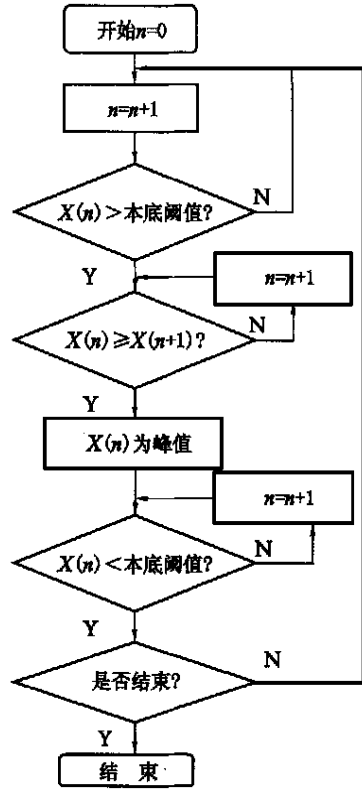 开始n=0
n=n+1
X(n)>本底阈值?
N
Y
n=n+1
X(n)≥X(n+1)?
N
Y
X(n)为峰值
n=n+1
X(n)<本底阈值?
N
Y
是否结束?
N
Y
结 束